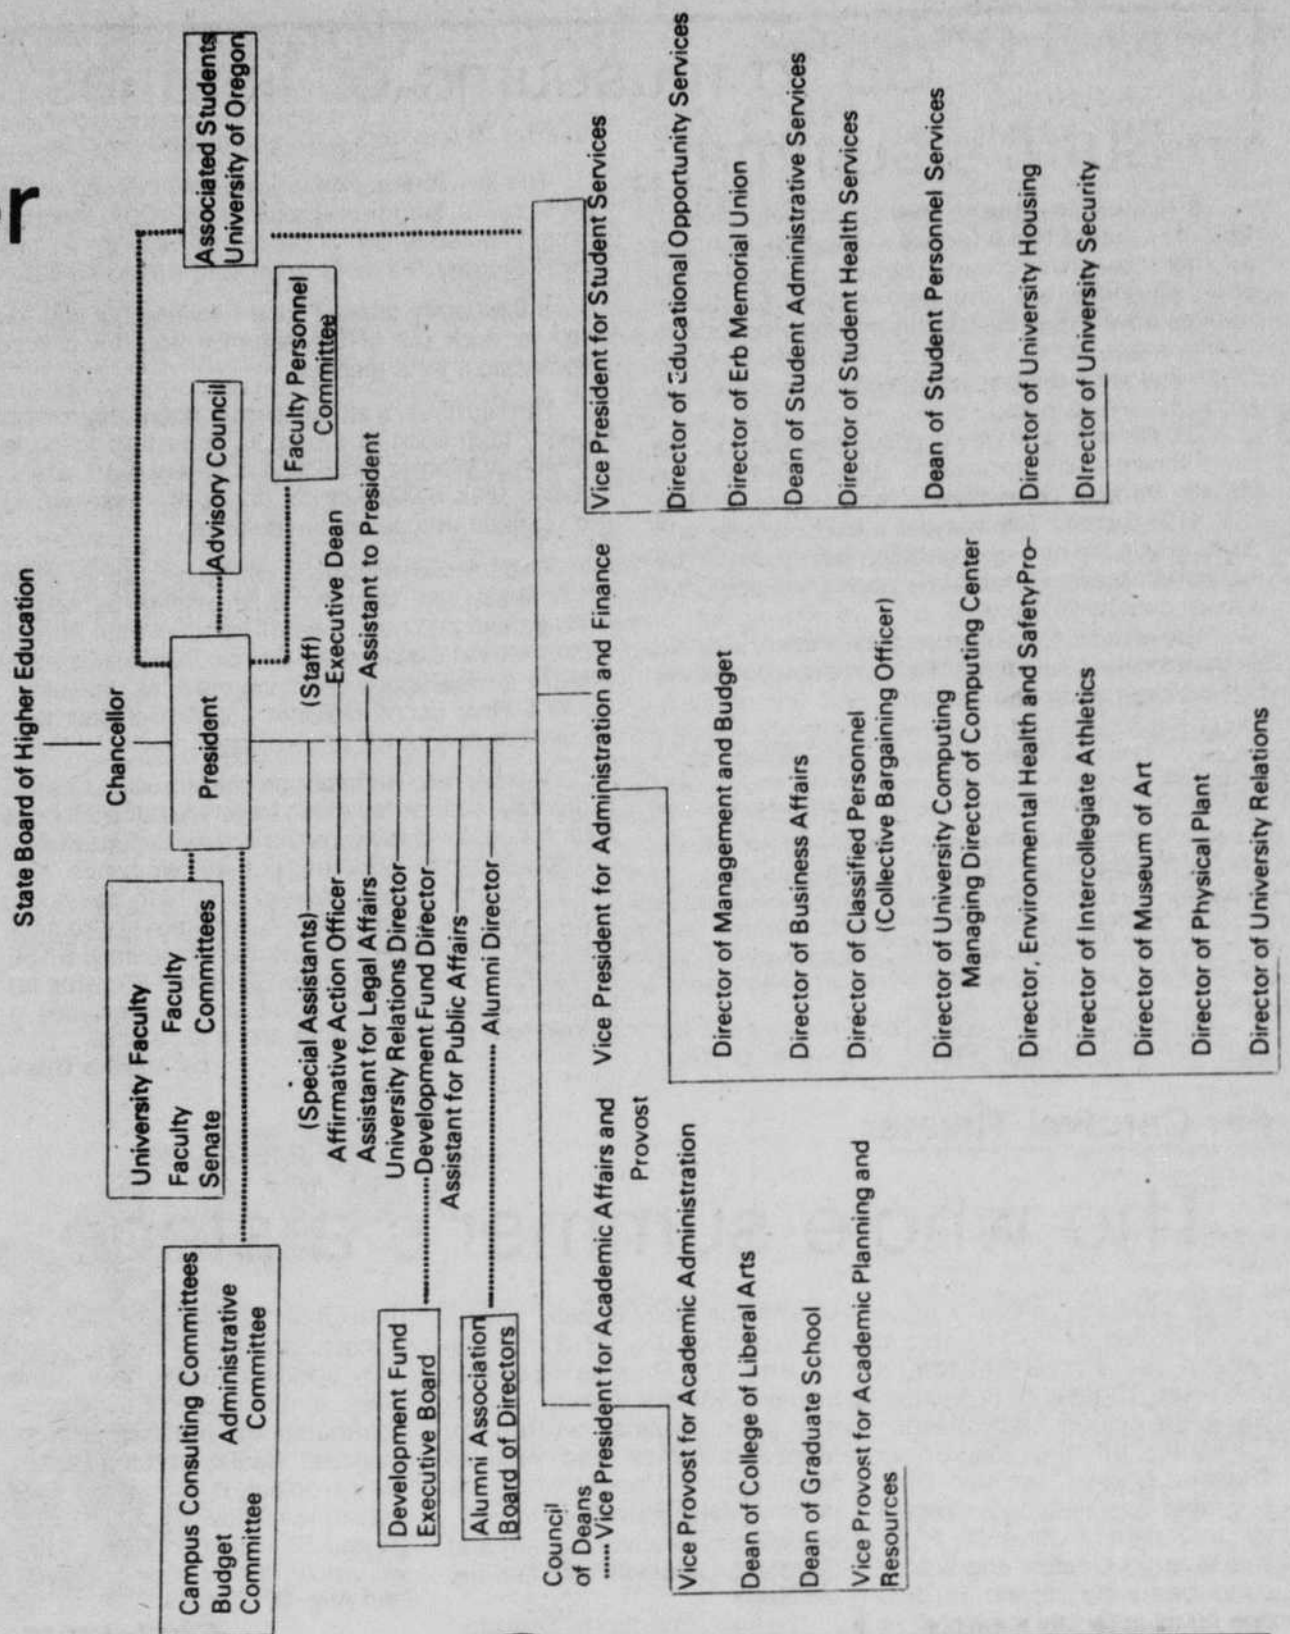 r
State Board of Higher Education
Chancellor
President
Campus Consulting Committees
Budget Administrative
Committee Committee
University Faculty
Faculty Faculty
Senate Committees
Advisory Council
Associated Students
University of Oregon
Faculty Personnel
Committee
(Special Assistants)
(Staff)
Affirmative Action Officer
Executive Dean
Assistant for Legal Affairs
Assistant to President
University Relations Director
Development Fund
Executive Board
Development Fund Director
Assistant for Public Affairs
Alumni Association
Board of Directors
Alumni Director
Council
of Deans
Vice President for Academic Affairs and
Provost
Vice Provost for Academic Administration
Dean of College of Liberal Arts
Dean of Graduate School
Vice Provost for Academic Planning and
Resources
Vice President for Administration and Finance
Director of Management and Budget
Director of Business Affairs
Director of Classified Personnel
(Collective Bargaining Officer)
Director of University Computing
Managing Director of Computing Center
Director, Environmental Health and SafetyPro-
Director of Intercollegiate Athletics
Director of Museum of Art
Director of Physical Plant
Director of University Relations
Vice President for Student Services
Director of Educational Opportunity Services
Director of Erb Memorial Union
Dean of Student Administrative Services
Director of Student Health Services
Dean of Student Personnel Services
Director of University Housing
DIrector of University Security